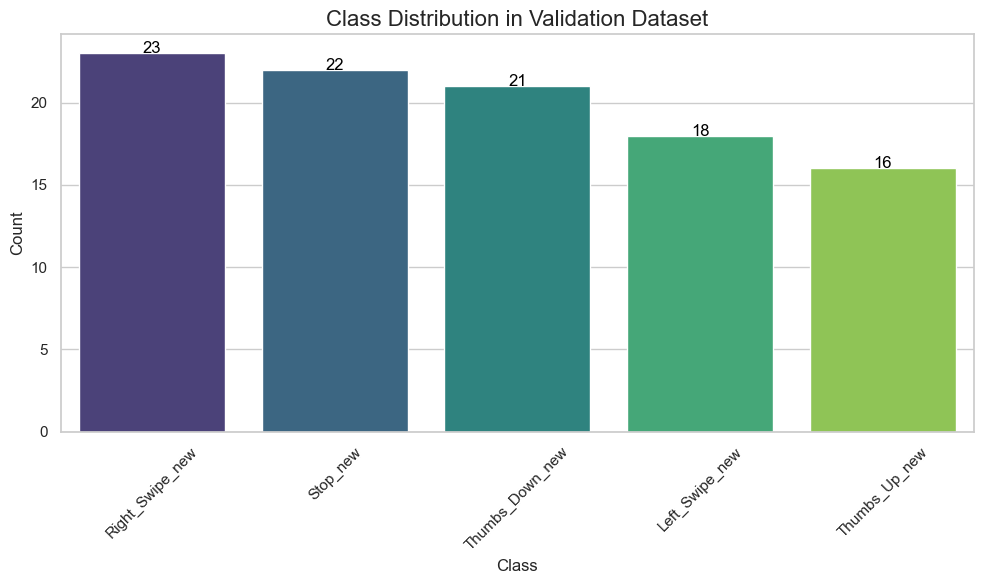 Class Distribution in Validation Dataset
23
22
21
18
16
20
15
10
5
0
Count
Right_Swipe_new
Stop_new
Thumbs_Down_new
Left_Swipe_new
Thumbs_Up_new
Class